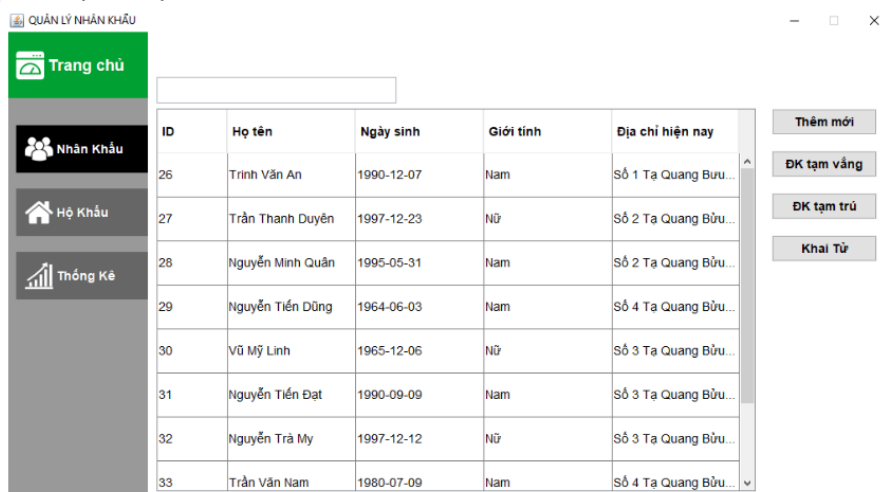 QUẢN LÝ NHÂN KHẨU
Trang chủ
Nhân Khẩu
Hộ Khẩu
Thống Kê
ID Họ tên Ngày sinh Giới tính Địa chỉ hiện nay
26 Trinh Văn An 1990-12-07 Nam Số 1 Tạ Quang Bưu...
27 Trần Thanh Duyên 1997-12-23 Nữ Số 2 Tạ Quang Bửu...
28 Nguyễn Minh Quân 1995-05-31 Nam Số 2 Tạ Quang Bửu...
29 Nguyễn Tiến Dũng 1964-06-03 Nam Số 4 Tạ Quang Bửu...
30 Vũ Mỹ Linh 1965-12-06 Nữ Số 3 Tạ Quang Bửu...
31 Nguyễn Tiến Đạt 1990-09-09 Nam Số 3 Tạ Quang Bửu...
32 Nguyễn Trà My 1997-12-12 Nữ Số 3 Tạ Quang Bửu...
33 Trần Văn Nam 1980-07-09 Nam Số 4 Tạ Quang Bửu...
Thêm mới
ĐK tạm vắng
ĐK tạm trú
Khai Tử